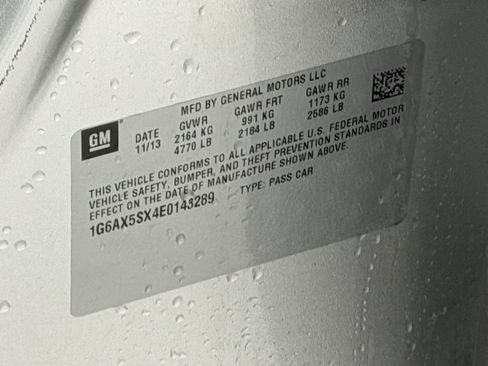 MFD BY GENERAL MOTORS LLC
GM
DATE GVWR GAWR FRT GAWR RR
11/13 2164 KG 991 KG 1173 KG
4770 LB 2184 LB 2586 LB
THIS VEHICLE CONFORMS TO ALL APPLICABLE U.S. FEDERAL MOTOR
VEHICLE SAFETY, BUMPER, AND THEFT PREVENTION STANDARDS IN
EFFECT ON THE DATE OF MANUFACTURE SHOWN ABOVE.
1G6AX5SX4E0143289 TYPE: PASS CAR